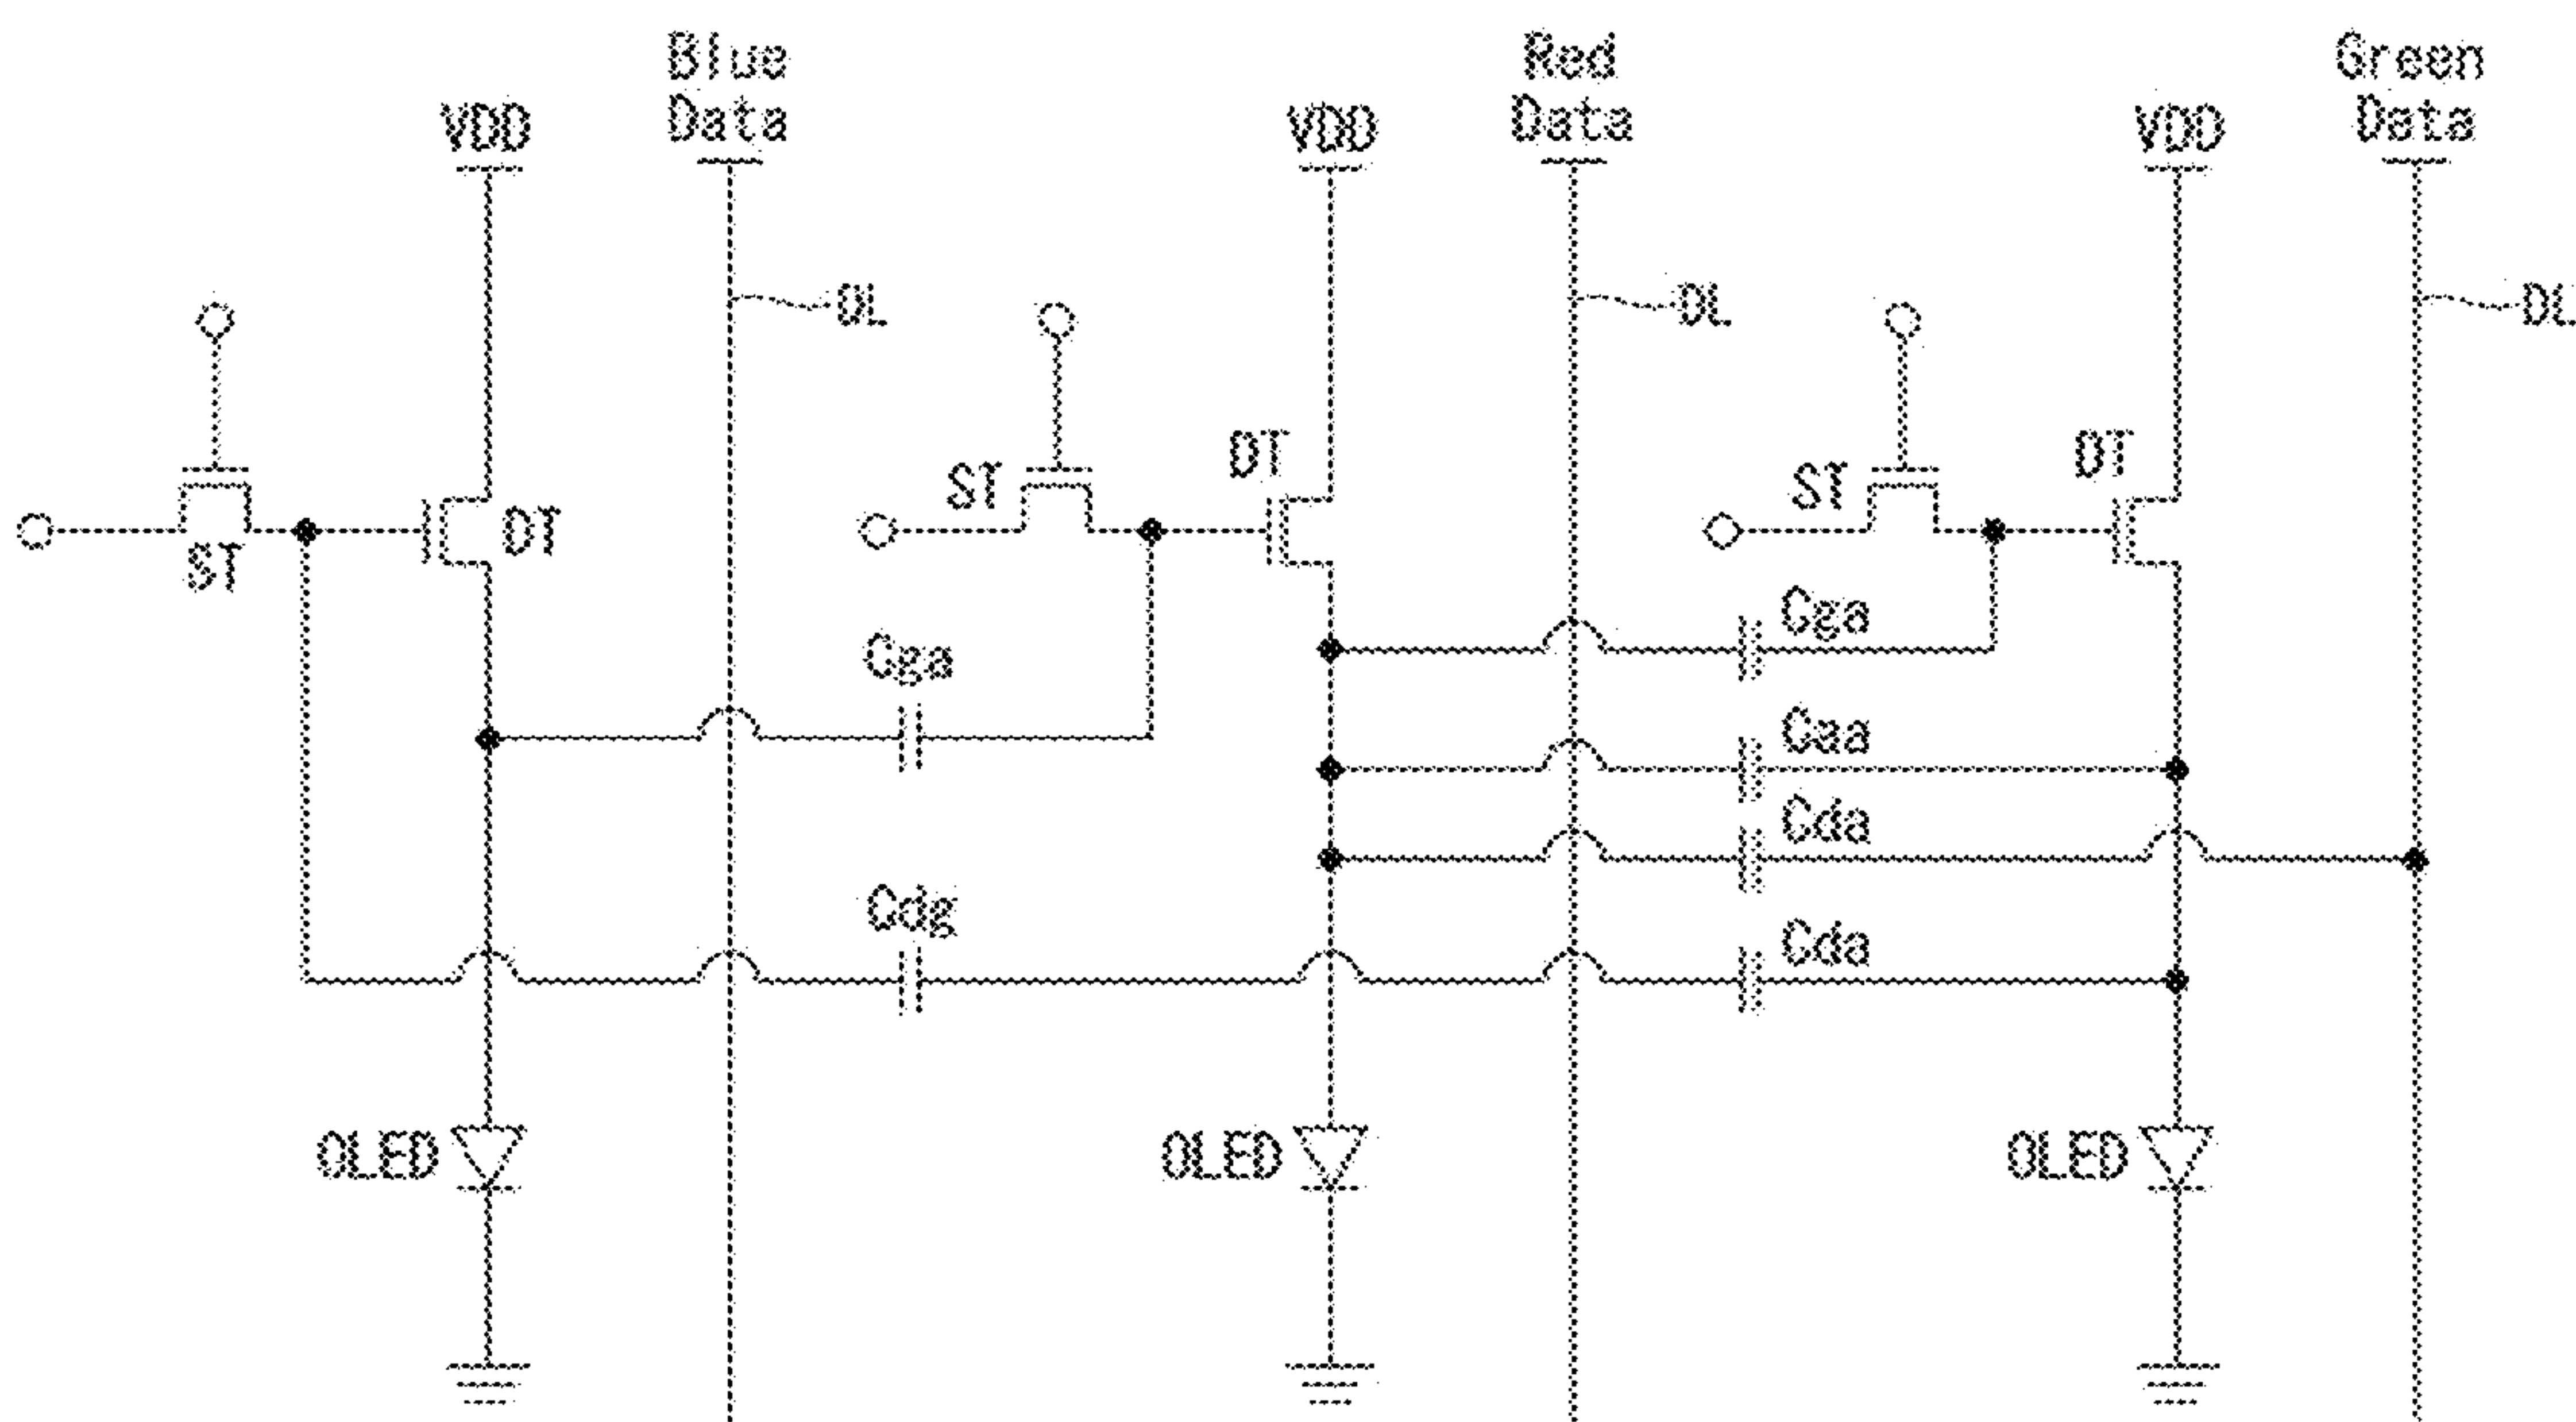 Blue
Data
Red
Data
Green
Data
VDD
VDD
VDD
DL
DL
DL
ST
DT
ST
DT
ST
DT
Cga
Cga
Caa
Cda
Cdg
Cda
OLED
OLED
OLED